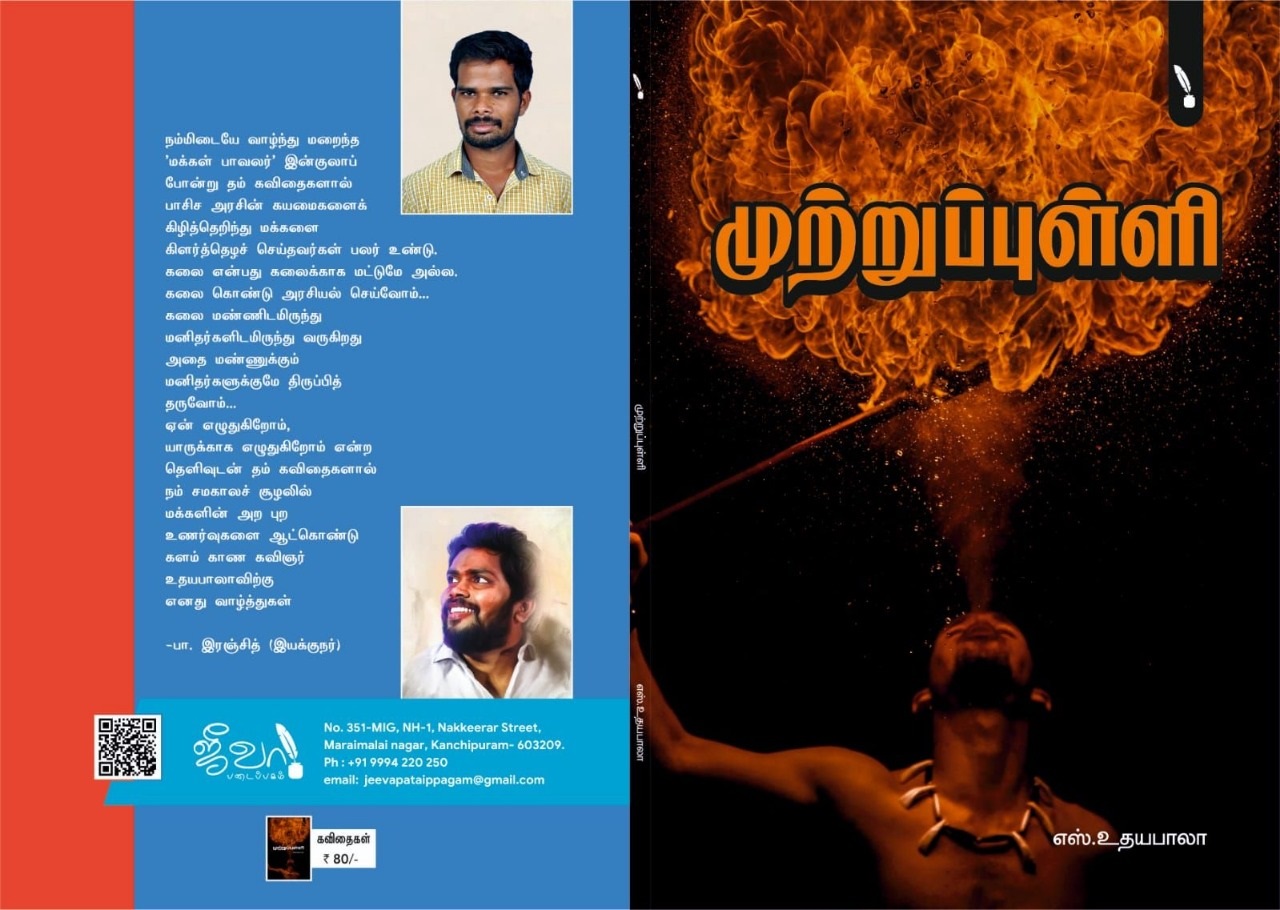 நம்மிடையே வாழ்ந்து மறைந்த
'மக்கள் பாவலர்' இன்குலாப்
போன்று தம் கவிதைகளால்
பாசிச அரசின் கயமைகளைக்
கிழித்தெறிந்து மக்களை
கிளர்த்தெழச் செய்தவர்கள் பலர் உண்டு.
கலை என்பது கலைக்காக மட்டுமே அல்ல.
கலை கொண்டு அரசியல் செய்வோம்...
கலை மண்ணிடமிருந்து
மனிதர்களிடமிருந்து வருகிறது
அதை மண்ணுக்கும்
மனிதர்களுக்குமே திருப்பித்
தருவோம்...
ஏன் எழுதுகிறோம்,
யாருக்காக எழுதுகிறோம் என்ற
தெளிவுடன் தம் கவிதைகளால்
நம் சமகாலச் சூழலில்
மக்களின் அற புற
உணர்வுகளை ஆட்கொண்டு
களம் காண கவிஞர்
உதயபாலாவிற்கு
எனது வாழ்த்துகள்
-பா. இரஞ்சித் (இயக்குநர்)
ஜீவா
படைப்பகம்
No. 351-MIG, NH-1, Nakkeerar Street,
Maraimalai nagar, Kanchipuram- 603209.
Ph : +91 9994 220 250
email: jeevapataippagam@gmail.com
முற்றுப்புள்ளி
கவிதைகள்
₹ 80/-
முற்றுப்புள்ளி
எஸ்.உதயபாலா
முற்றுப்புள்ளி
எஸ்.உதயபாலா